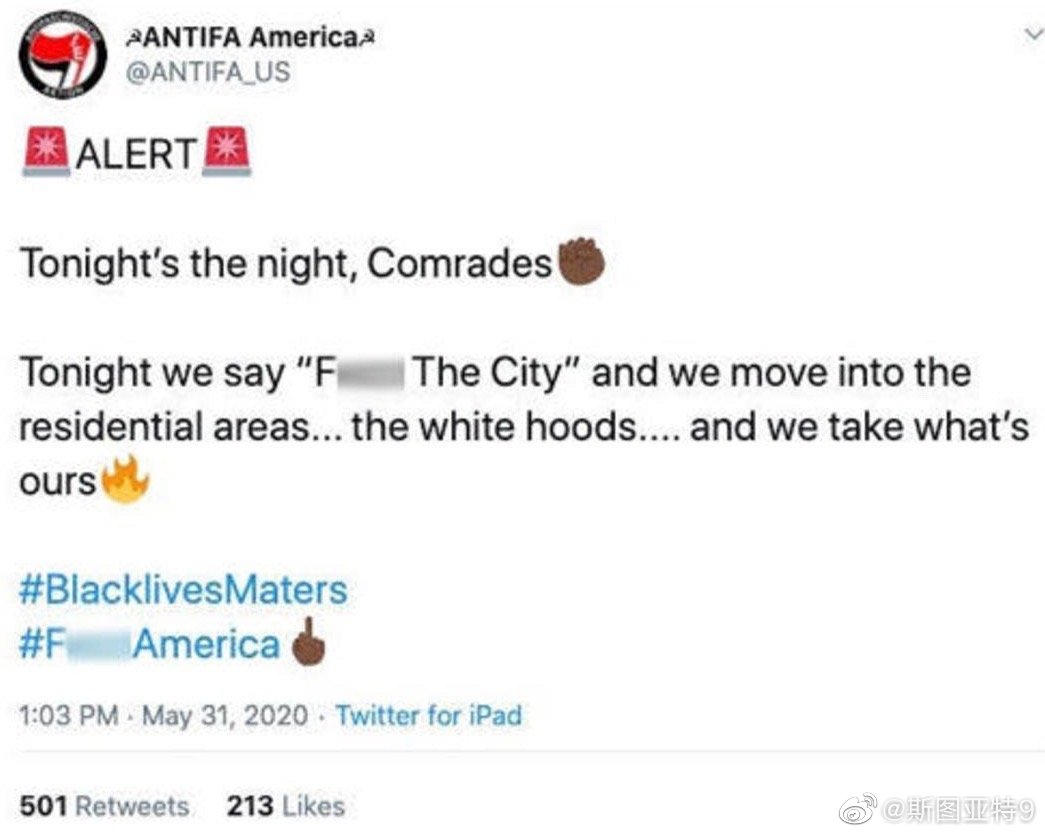 ANTIFA America
@ANTIFA_US
🚨ALERT🚨
Tonight's the night, Comrades✊🏿
Tonight we say “F The City” and we move into the
residential areas... the white hoods.... and we take what's
ours🔥
#BlacklivesMaters
#F America🖕🏿
1:03 PM · May 31, 2020 · Twitter for iPad
501 Retweets 213 Likes
@斯图亚特9